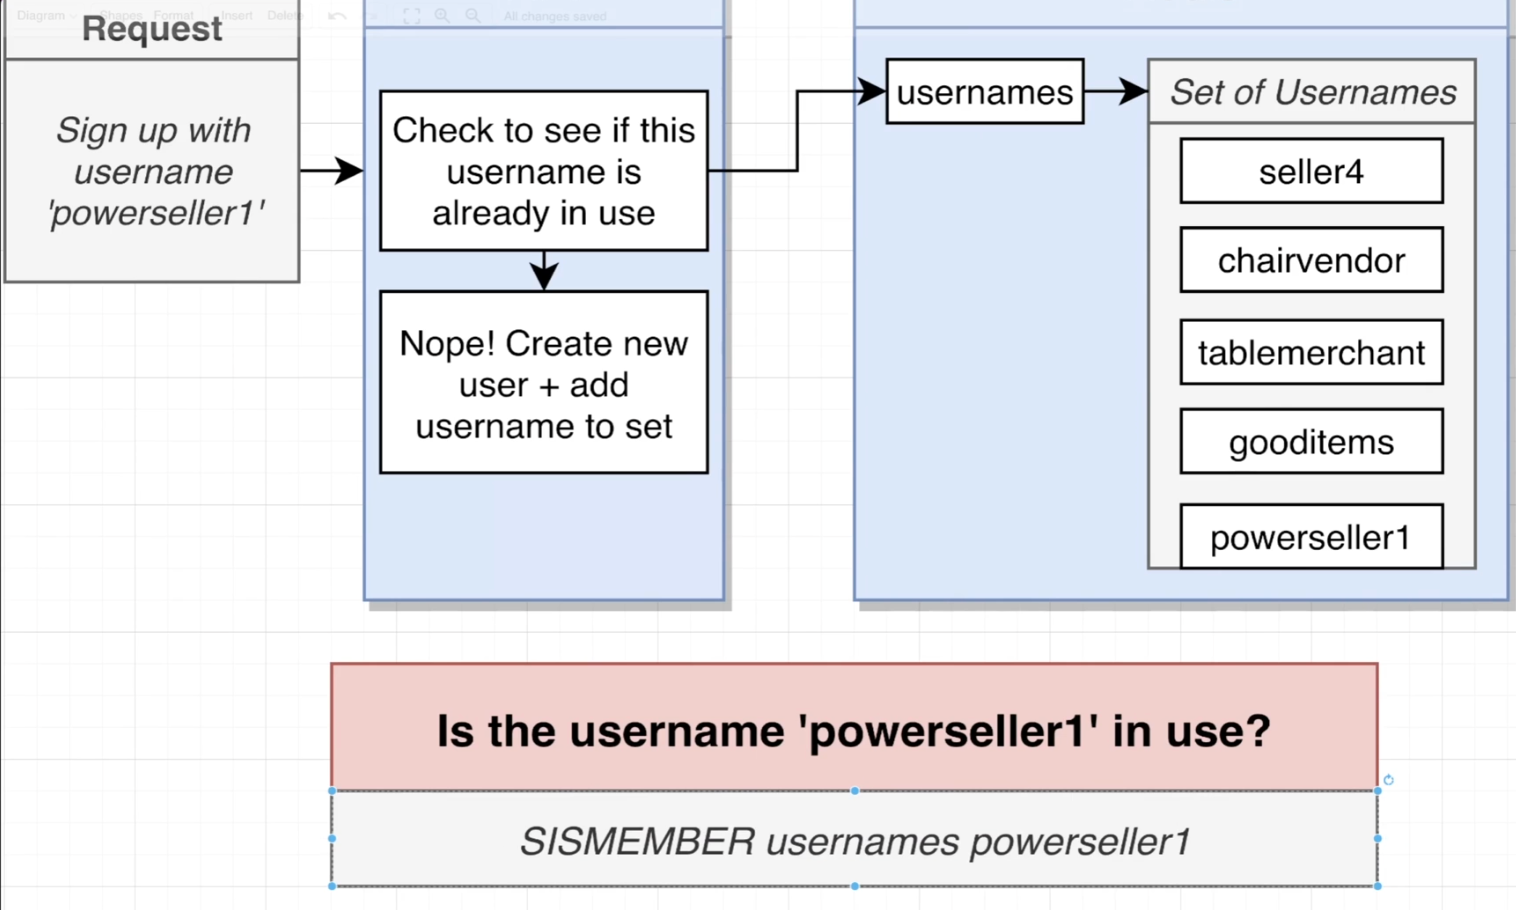 Diagram Shapes Format Insert Delete All changes saved
Request
Sign up with
username
'powerseller1'
Check to see if this
username is
already in use
Nope! Create new
user + add
username to set
usernames
Set of Usernames
seller4
chairvendor
tablemerchant
gooditems
powerseller1
Is the username 'powerseller1' in use?
SISMEMBER usernames powerseller1